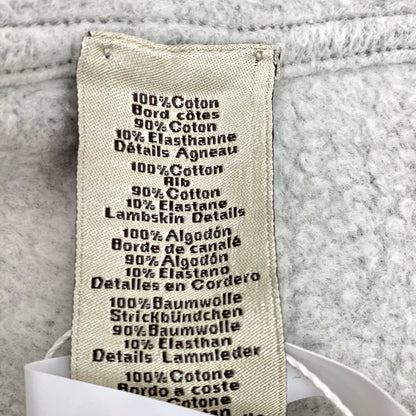 100% Coton
Bord côtes
90% Coton
10% Elasthanne
Détails Agneau
100% Cotton
Rib
90% Cotton
10% Elastane
Lambskin Details
100% Algodón
Borde de canalé
90% Algodón
10% Elastano
Detalles en Cordero
100% Baumwolle
Strickbündchen
90% Baumwolle
10% Elasthan
Details Lammleder
100% Cotone
Bordo a coste
Cotone